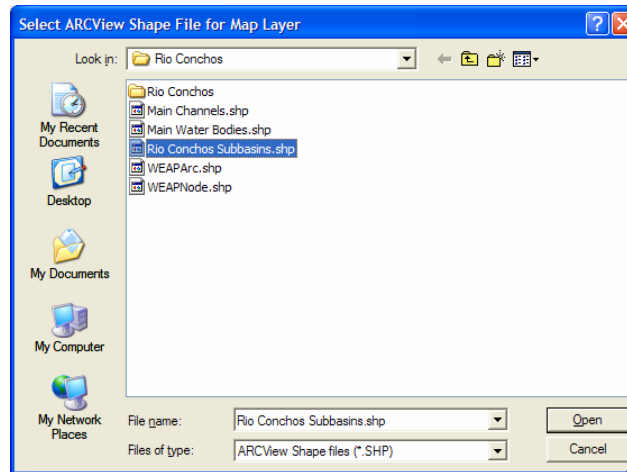 Select ARCView Shape File for Map Layer
Look in: Rio Conchos
Rio Conchos
Main Channels.shp
Main Water Bodies.shp
Rio Conchos Subbasins.shp
WEAPArc.shp
WEAPNode.shp
My Recent
Documents
Desktop
My Documents
My Computer
My Network
Places
File name: Rio Conchos Subbasins.shp Open
Files of type: ARCView Shape files (*.SHP) Cancel